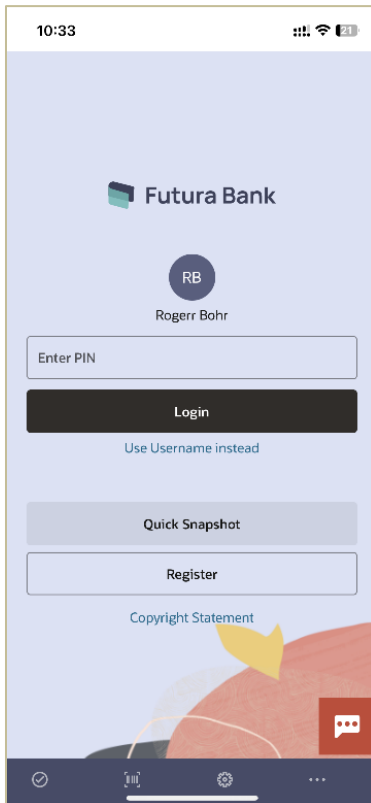 10:33
21
Futura Bank
RB
Rogerr Bohr
Enter PIN
Login
Use Username instead
Quick Snapshot
Register
Copyright Statement